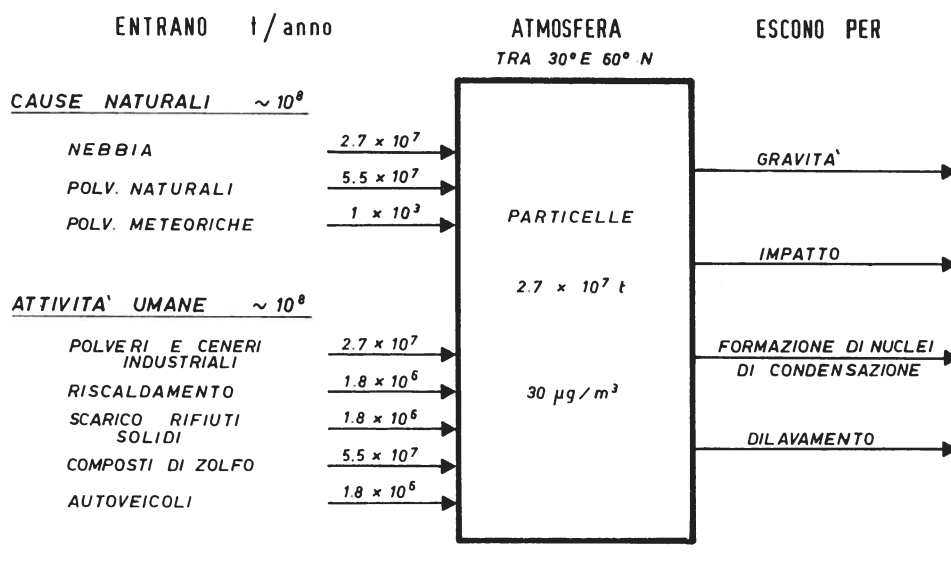 ENTRANO t/anno
ATMOSFERA
TRA 30° E 60° N
ESCONO PER
CAUSE NATURALI ~10⁸
NEBBIA 2.7 × 10⁷
POLV. NATURALI 5.5 × 10⁷
POLV. METEORICHE 1 × 10³
ATTIVITA' UMANE ~10⁸
POLVERI E CENERI
INDUSTRIALI 2.7 × 10⁷
RISCALDAMENTO 1.8 × 10⁶
SCARICO RIFIUTI
SOLIDI 1.8 × 10⁶
COMPOSTI DI ZOLFO 5.5 × 10⁷
AUTOVEICOLI 1.8 × 10⁶
PARTICELLE
2.7 × 10⁷ t
30 μg/m³
GRAVITA'
IMPATTO
FORMAZIONE DI NUCLEI
DI CONDENSAZIONE
DILAVAMENTO